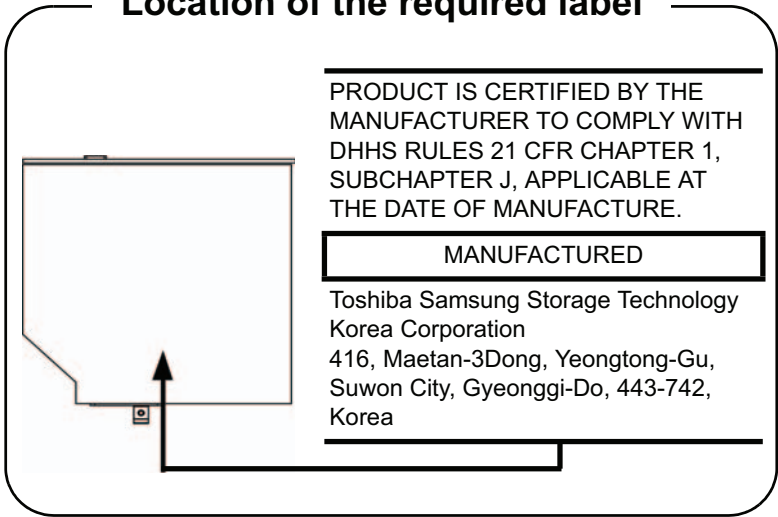 Location of the required label
PRODUCT IS CERTIFIED BY THE
MANUFACTURER TO COMPLY WITH
DHHS RULES 21 CFR CHAPTER 1,
SUBCHAPTER J, APPLICABLE AT
THE DATE OF MANUFACTURE.
MANUFACTURED
Toshiba Samsung Storage Technology
Korea Corporation
416, Maetan-3Dong, Yeongtong-Gu,
Suwon City, Gyeonggi-Do, 443-742,
Korea